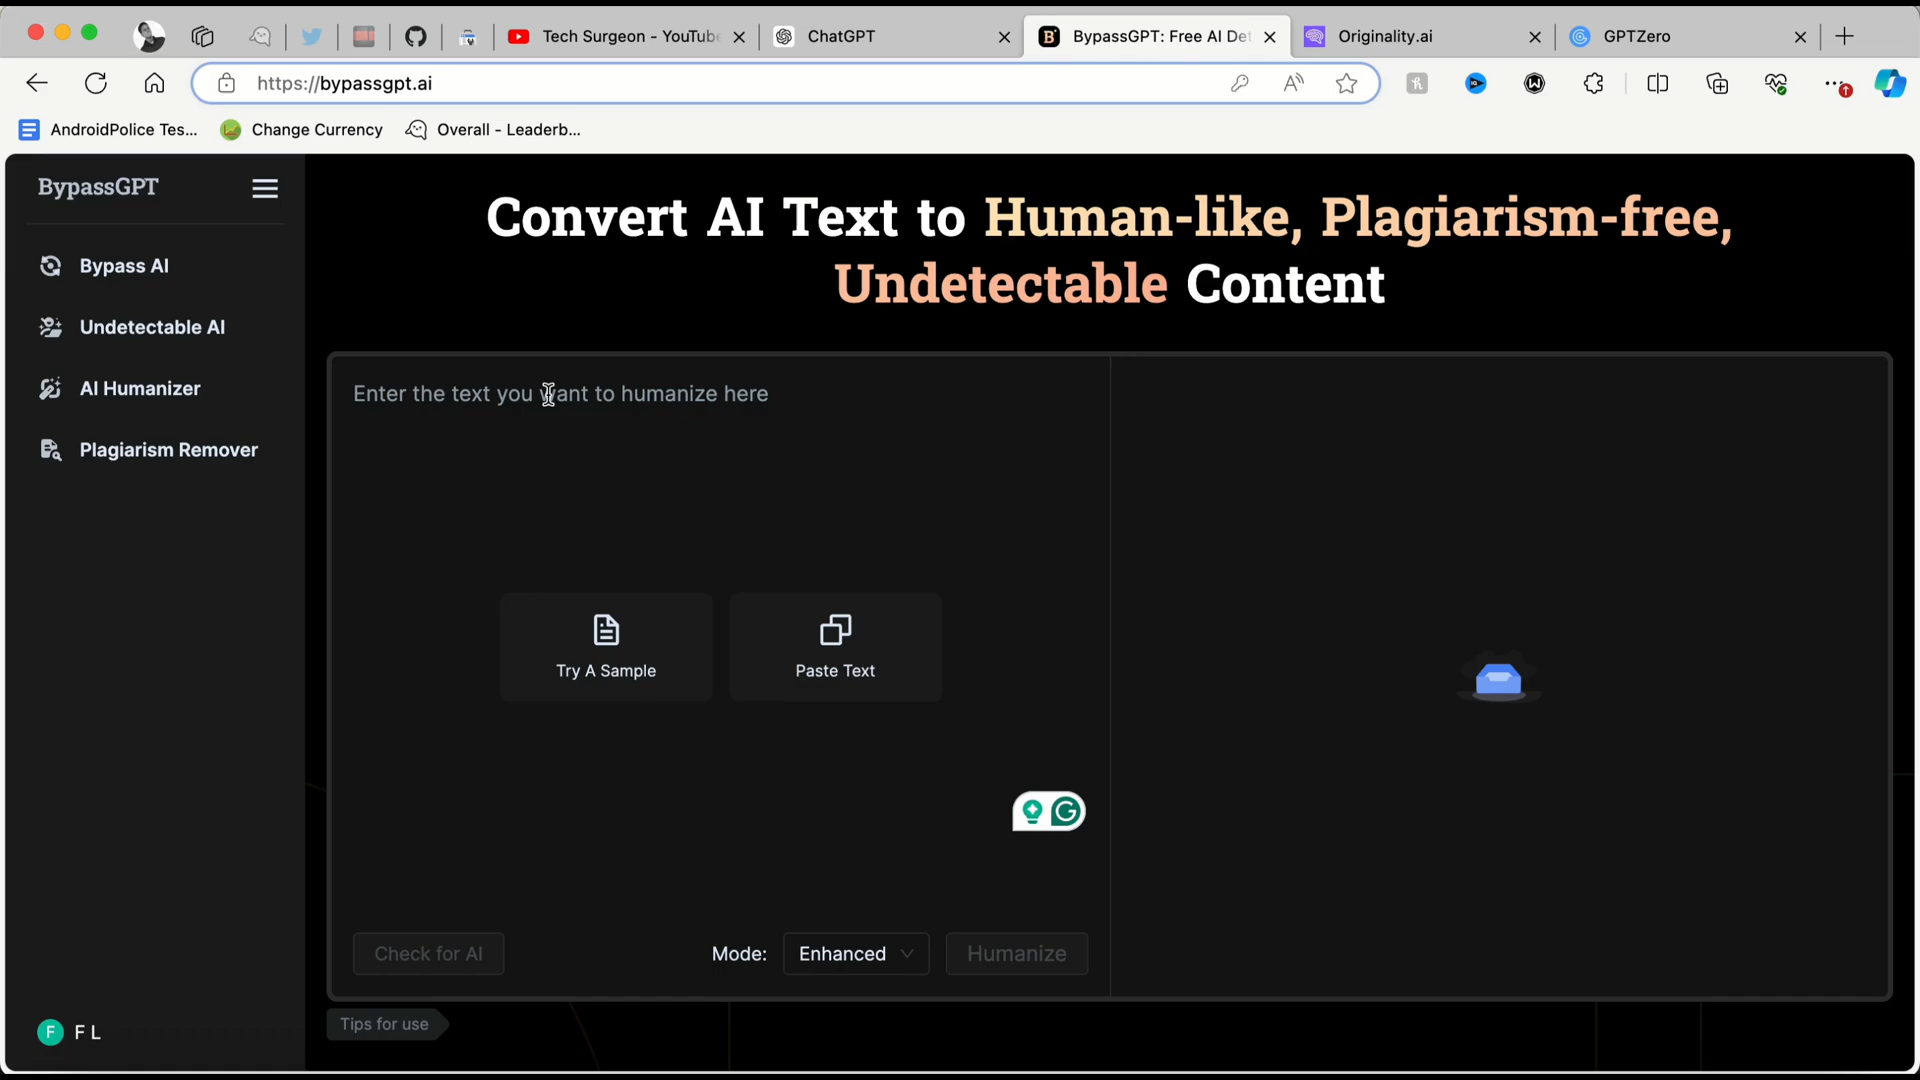 Tech Surgeon - YouTub
ChatGPT
BypassGPT: Free AI Det
Originality.ai
GPTZero
https://bypassgpt.ai
AndroidPolice Tes...
Change Currency
Overall - Leaderb...
BypassGPT
Bypass AI
Undetectable AI
AI Humanizer
Plagiarism Remover
F
F L
Convert AI Text to Human-like, Plagiarism-free,
Undetectable Content
Enter the text you want to humanize here
Try A Sample
Paste Text
Check for AI
Mode:
Enhanced
Humanize
Tips for use